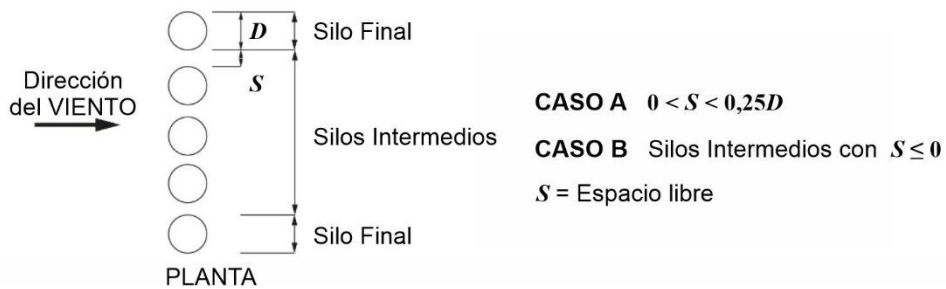 D
Silo Final
S
Dirección
del VIENTO
Silos Intermedios
Silo Final
PLANTA
CASO A 0 < S < 0,25D
CASO B Silos Intermedios con S ≤ 0
S = Espacio libre